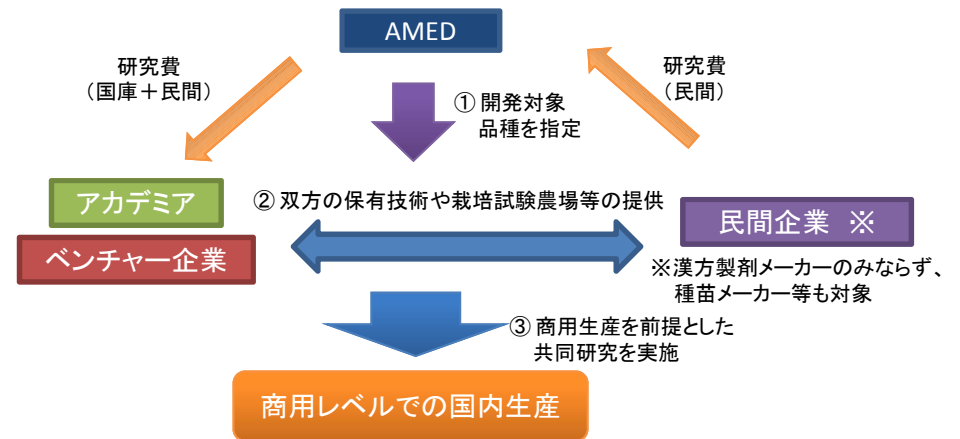 AMED
研究費
（国庫＋民間）
研究費
（民間）
① 開発対象
品種を指定
アカデミア
ベンチャー企業
② 双方の保有技術や栽培試験農場等の提供
民間企業　※
※漢方製剤メーカーのみならず、
種苗メーカー等も対象
③ 商用生産を前提とした
共同研究を実施
商用レベルでの国内生産